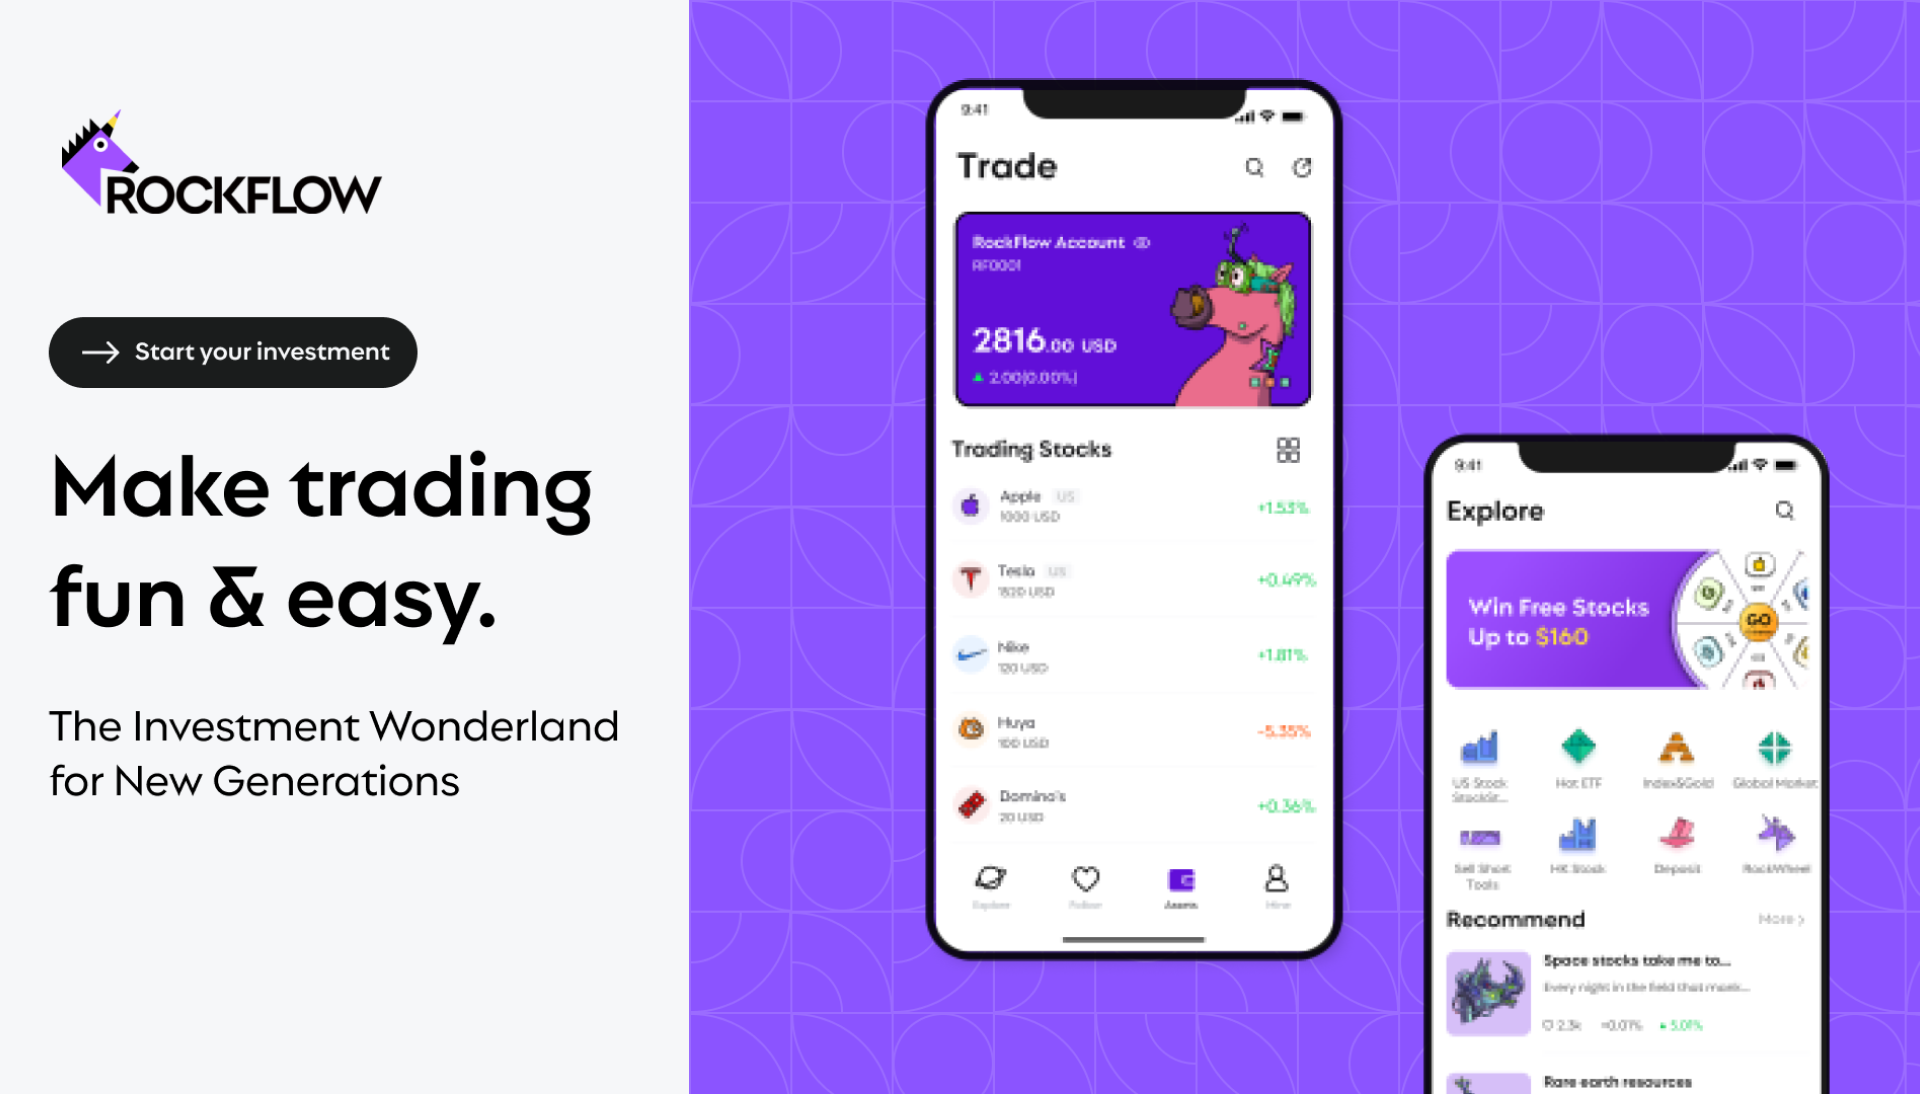 ROCKFLOW
Start your investment
Make trading
fun & easy.
The Investment Wonderland
for New Generations
9:41
Trade
RockFlow Account
RF0001
2816.00 USD
2.00(0.00%)
Trading Stocks
Apple US
1000 USD
+1.53%
Tesla US
1520 USD
+0.49%
Nike
120 USD
+1.81%
Huya
100 USD
-5.35%
Domino's
20 USD
+0.36%
Explore
Follow
Assets
Mine
9:41
Explore
Win Free Stocks
Up to $160
GO
US Stock
Hot ETF
Index&Gold
Global Market
Sell Short
Tools
HK Stock
Deposit
RockWheel
Recommend
More >
Space stocks take me to...
Every night in the field that
2.3k
+0.01%
5.01%
Rare earth resources